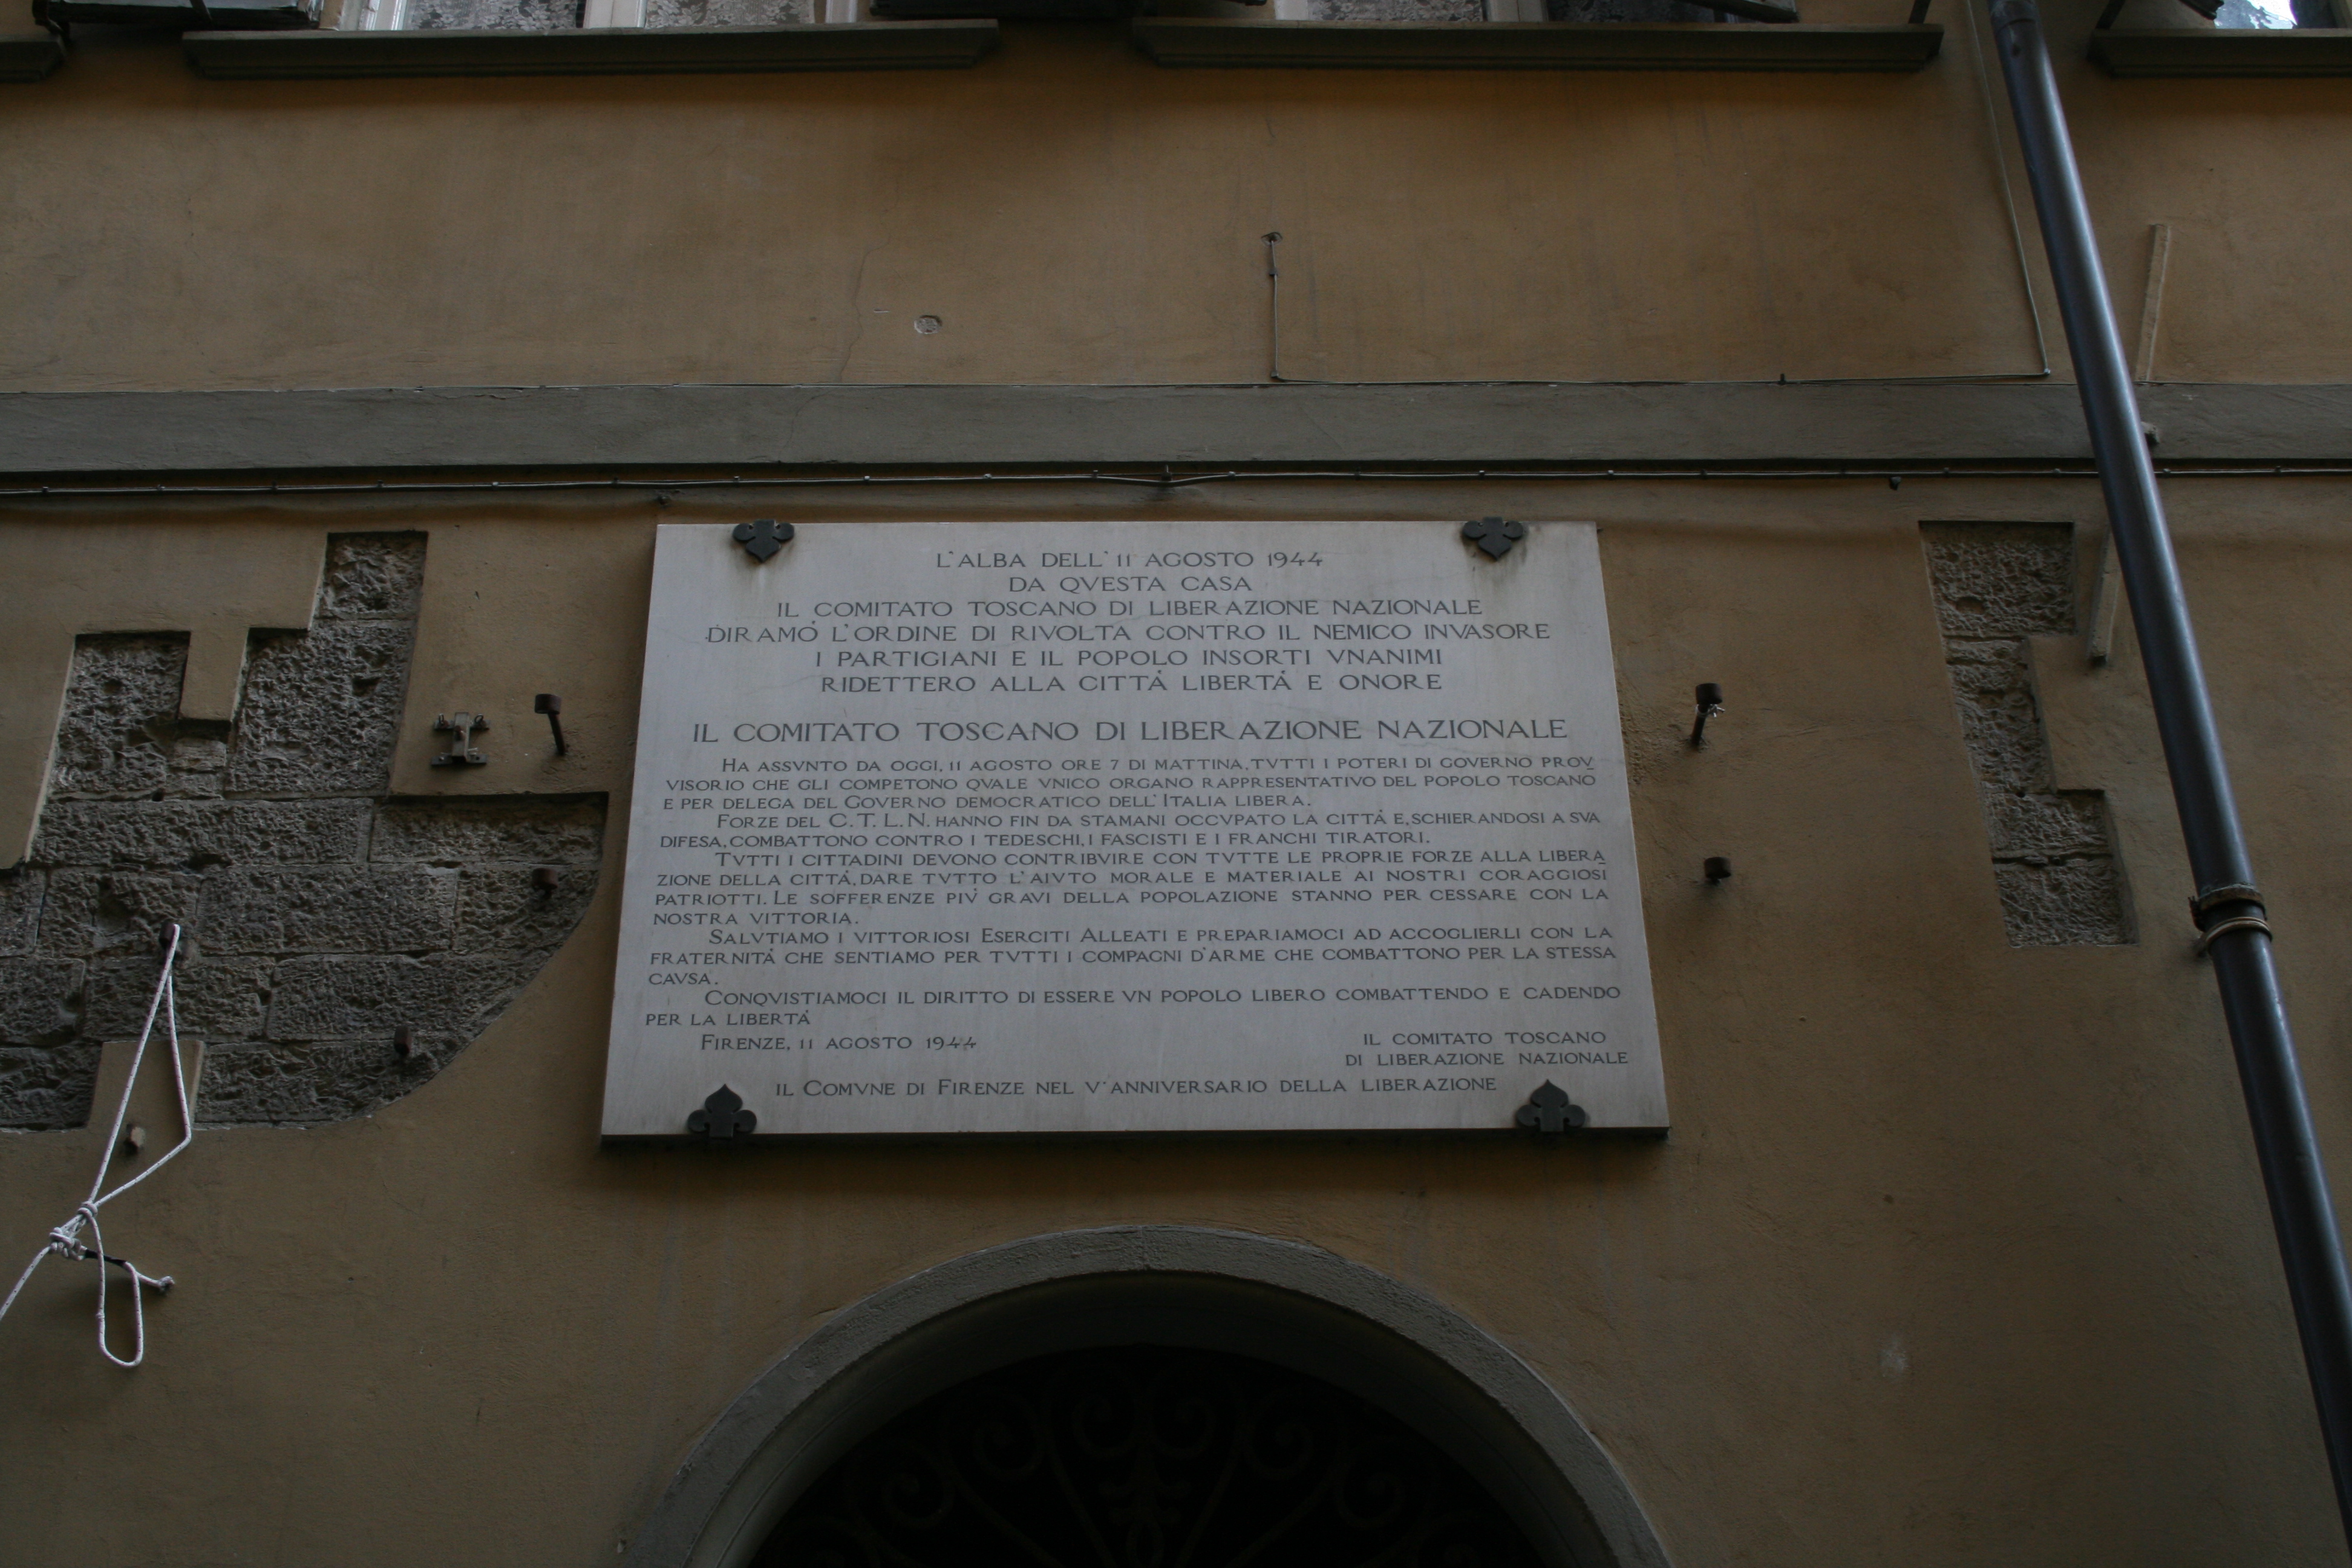 L'ALBA DELL' 11 AGOSTO 1944
DA QVESTA CASA
IL COMITATO TOSCANO DI LIBERAZIONE NAZIONALE
DIRAMÒ L'ORDINE DI RIVOLTA CONTRO IL NEMICO INVASORE
I PARTIGIANI E IL POPOLO INSORTI VNANIMI
RIDETTERO ALLA CITTÀ LIBERTÀ E ONORE
IL COMITATO TOSCANO DI LIBERAZIONE NAZIONALE
HA ASSVNTO DA OGGI, 11 AGOSTO ORE 7 DI MATTINA, TVTTI I POTERI DI GOVERNO PROV_
VISORIO CHE GLI COMPETONO QVALE VNICO ORGANO RAPPRESENTATIVO DEL POPOLO TOSCANO
E PER DELEGA DEL GOVERNO DEMOCRATICO DELL' ITALIA LIBERA.
FORZE DEL C.T.L.N. HANNO FIN DA STAMANI OCCVPATO LA CITTÀ E, SCHIERANDOSI A SVA
DIFESA, COMBATTONO CONTRO I TEDESCHI, I FASCISTI E I FRANCHI TIRATORI.
TVTTI I CITTADINI DEVONO CONTRIBVIRE CON TVTTE LE PROPRIE FORZE ALLA LIBERA_
ZIONE DELLA CITTÀ, DARE TVTTO L'AIVTO MORALE E MATERIALE AI NOSTRI CORAGGIOSI
PATRIOTTI. LE SOFFERENZE PIV' GRAVI DELLA POPOLAZIONE STANNO PER CESSARE CON LA
NOSTRA VITTORIA.
SALVTIAMO I VITTORIOSI ESERCITI ALLEATI E PREPARIAMOCI AD ACCOGLIERLI CON LA
FRATERNITÀ CHE SENTIAMO PER TVTTI I COMPAGNI D'ARME CHE COMBATTONO PER LA STESSA
CAVSA.
CONQVISTIAMOCI IL DIRITTO DI ESSERE VN POPOLO LIBERO COMBATTENDO E CADENDO
PER LA LIBERTÀ
FIRENZE, 11 AGOSTO 1944
IL COMITATO TOSCANO
DI LIBERAZIONE NAZIONALE
IL COMVNE DI FIRENZE NEL V° ANNIVERSARIO DELLA LIBERAZIONE